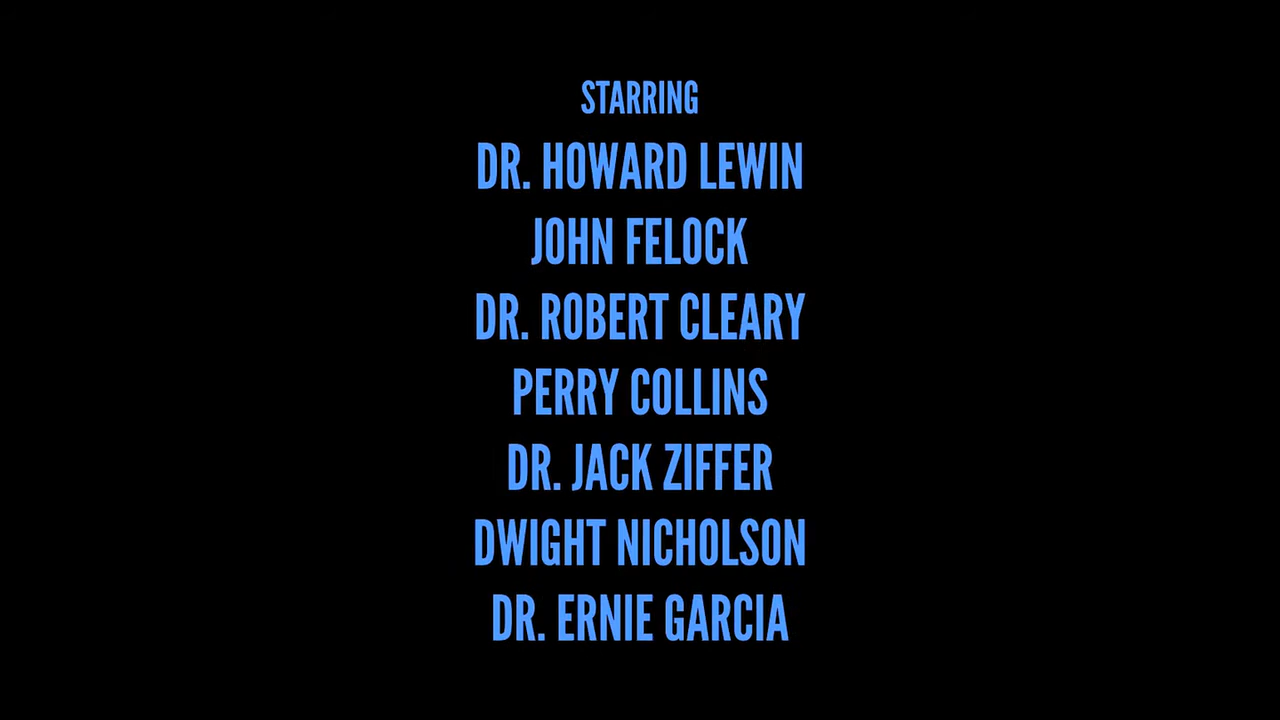 STARRING
DR. HOWARD LEWIN
JOHN FELOCK
DR. ROBERT CLEARY
PERRY COLLINS
DR. JACK ZIFFER
DWIGHT NICHOLSON
DR. ERNIE GARCIA